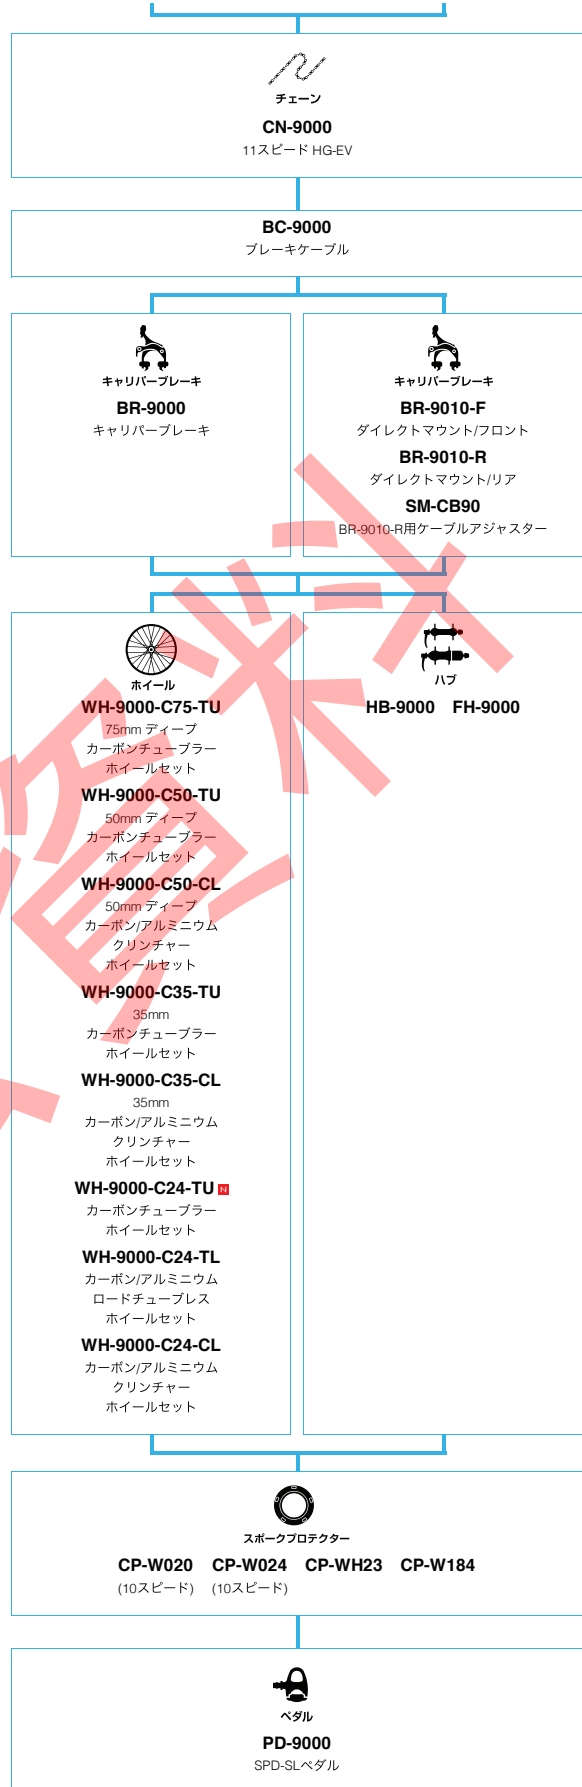 チェーン
CN-9000
11スピード HG-EV
BC-9000
ブレーキケーブル
キャリパーブレーキ
BR-9000
キャリパーブレーキ
キャリパーブレーキ
BR-9010-F
ダイレクトマウント/フロント
BR-9010-R
ダイレクトマウント/リア
SM-CB90
BR-9010-R用ケーブルアジャスター
ホイール
WH-9000-C75-TU
75mm ディープ
カーボンチューブラー
ホイールセット
WH-9000-C50-TU
50mm ディープ
カーボンチューブラー
ホイールセット
WH-9000-C50-CL
50mm ディープ
カーボン/アルミニウム
クリンチャー
ホイールセット
WH-9000-C35-TU
35mm
カーボンチューブラー
ホイールセット
WH-9000-C35-CL
35mm
カーボン/アルミニウム
クリンチャー
ホイールセット
WH-9000-C24-TU N
カーボンチューブラー
ホイールセット
WH-9000-C24-TL
カーボン/アルミニウム
ロードチューブレス
ホイールセット
WH-9000-C24-CL
カーボン/アルミニウム
クリンチャー
ホイールセット
ハブ
HB-9000 FH-9000
スポークプロテクター
CP-W020 CP-W024 CP-WH23 CP-W184
(10スピード) (10スピード)
ペダル
PD-9000
SPD-SLペダル
資料